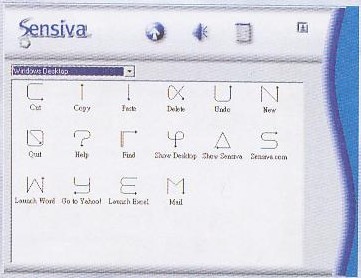 Sensiva
Windows Desktop
Cut Copy Paste Delete Undo New
Quit Help Find Show Desktop Show Sensiva Sensiva.com
Launch Word Go to Yahoo! Launch Excel Mail